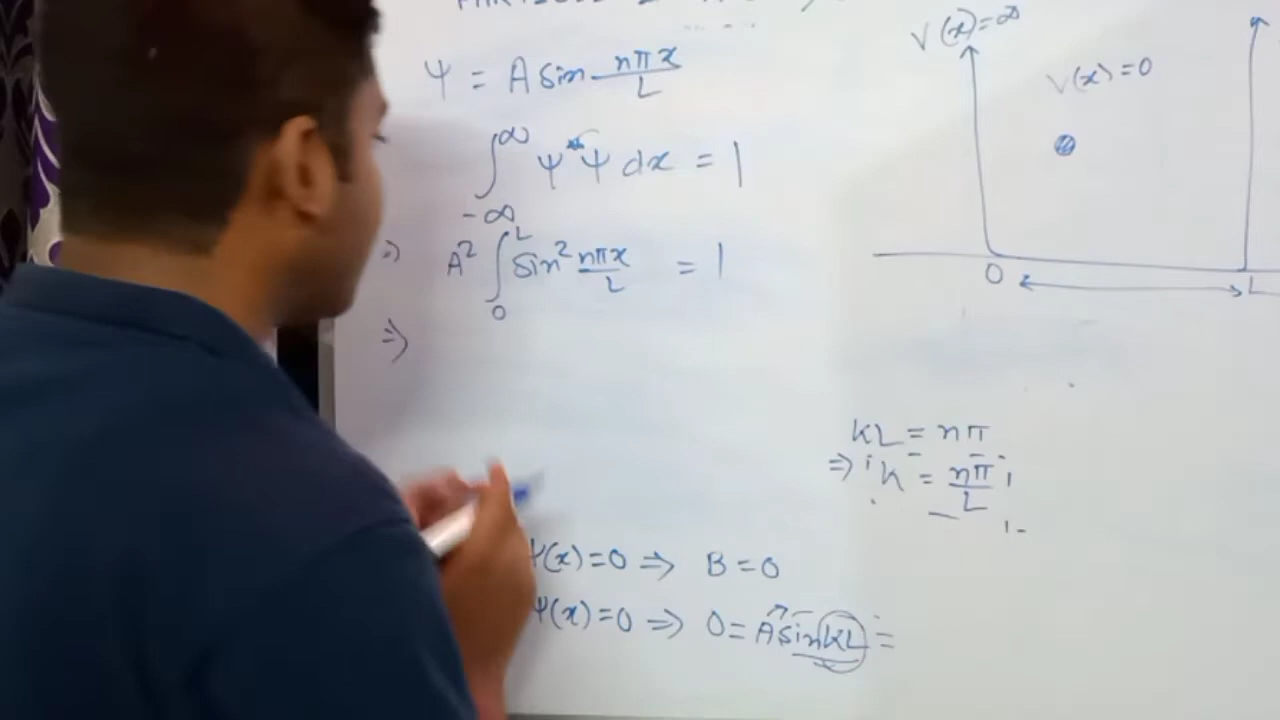 ψ = A sin nπx/L
∫_{-∞}^{∞} ψ*ψ dx = 1
⇒ A² ∫_0^L sin² nπx/L = 1
⇒
V(x)=∞
V(x)=0
0 L
KL = nπ
⇒ K = nπ/L
ψ(x)=0 ⇒ B=0
ψ(x)=0 ⇒ 0=A sin KL =